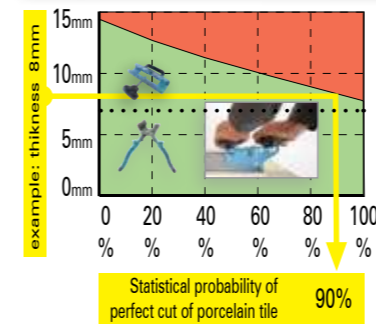 15mm
10mm
5mm
0mm
example: thikness 8mm
0 20 40 60 80 100
% % % % % %
Statistical probability of
perfect cut of porcelain tile
90%